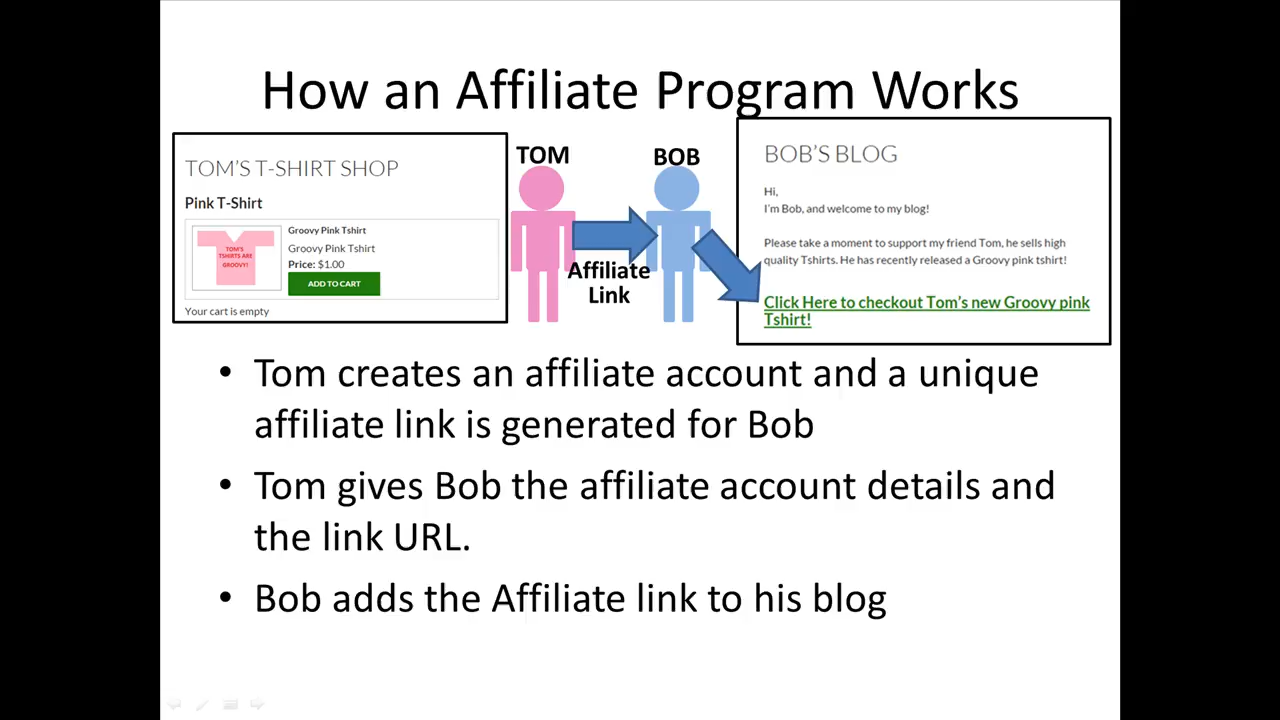 How an Affiliate Program Works
TOM'S T-SHIRT SHOP
Pink T-Shirt
TOM'S
TSHIRTS ARE
GROOVY!
Groovy Pink Tshirt
Groovy Pink Tshirt
Price: $1.00
ADD TO CART
Your cart is empty
TOM
BOB
Affiliate
Link
BOB'S BLOG
Hi,
I'm Bob, and welcome to my blog!
Please take a moment to support my friend Tom, he sells high
quality Tshirts. He has recently released a Groovy pink tshirt!
Click Here to checkout Tom's new Groovy pink
Tshirt!
• Tom creates an affiliate account and a unique
affiliate link is generated for Bob
• Tom gives Bob the affiliate account details and
the link URL.
• Bob adds the Affiliate link to his blog